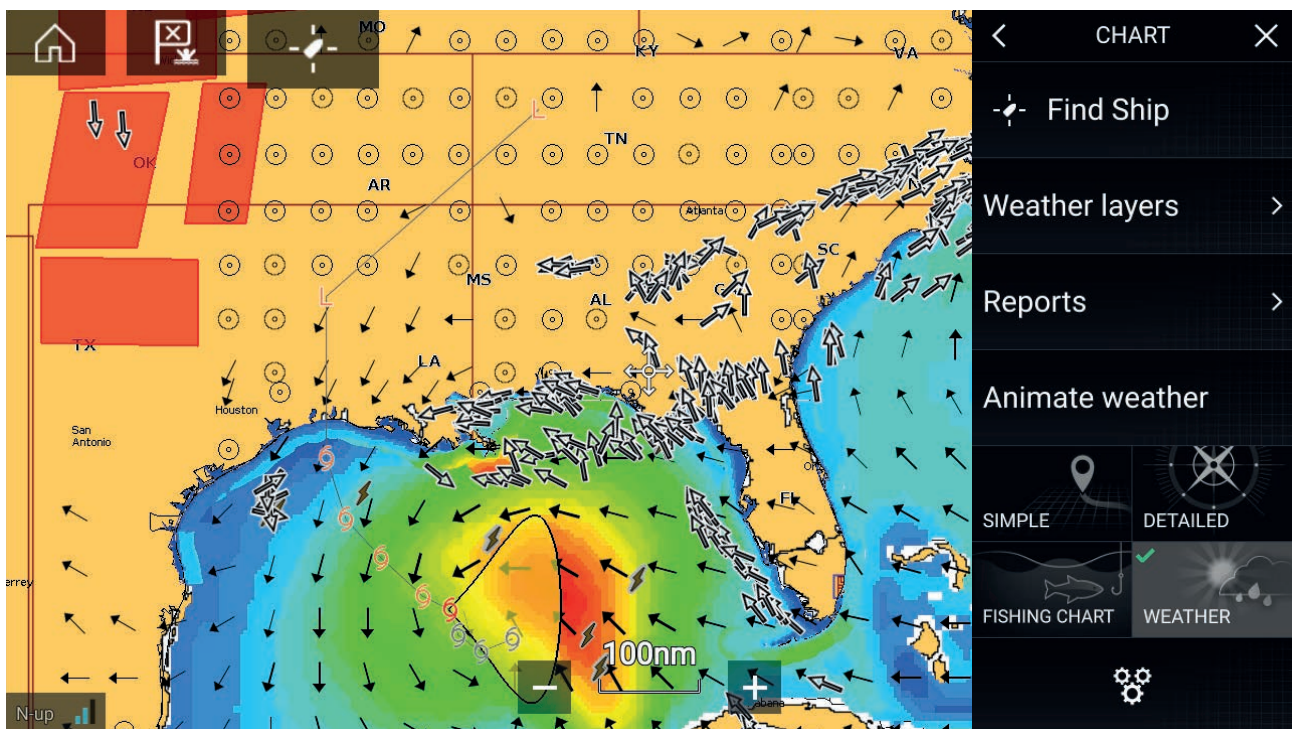 MO
KY
VA
OK
TN
AR
Atlanta
SC
MS
AL
TX
LA
Houston
San
Antonio
FL
100nm
N-up
CHART
Find Ship
Weather layers
Reports
Animate weather
SIMPLE
DETAILED
FISHING CHART
WEATHER